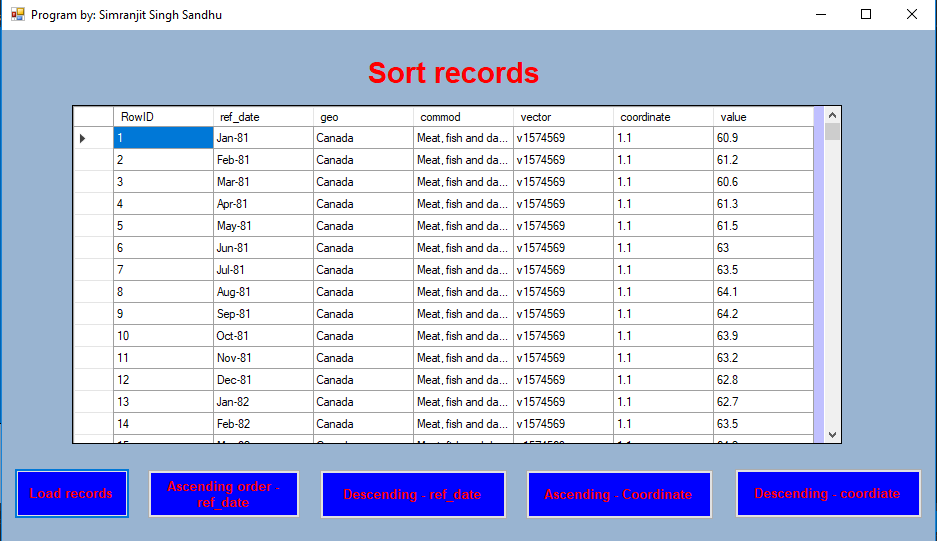 Program by: Simranjit Singh Sandhu
Sort records
RowID ref_date geo commod vector coordinate value
1 Jan-81 Canada Meat, fish and da... v1574569 1.1 60.9
2 Feb-81 Canada Meat, fish and da... v1574569 1.1 61.2
3 Mar-81 Canada Meat, fish and da... v1574569 1.1 60.6
4 Apr-81 Canada Meat, fish and da... v1574569 1.1 61.3
5 May-81 Canada Meat, fish and da... v1574569 1.1 61.5
6 Jun-81 Canada Meat, fish and da... v1574569 1.1 63
7 Jul-81 Canada Meat, fish and da... v1574569 1.1 63.5
8 Aug-81 Canada Meat, fish and da... v1574569 1.1 64.1
9 Sep-81 Canada Meat, fish and da... v1574569 1.1 64.2
10 Oct-81 Canada Meat, fish and da... v1574569 1.1 63.9
11 Nov-81 Canada Meat, fish and da... v1574569 1.1 63.2
12 Dec-81 Canada Meat, fish and da... v1574569 1.1 62.8
13 Jan-82 Canada Meat, fish and da... v1574569 1.1 62.7
14 Feb-82 Canada Meat, fish and da... v1574569 1.1 63.5
Load records
Ascending order -
ref_date
Descending - ref_date
Ascending - Coordinate
Descending - coordiate